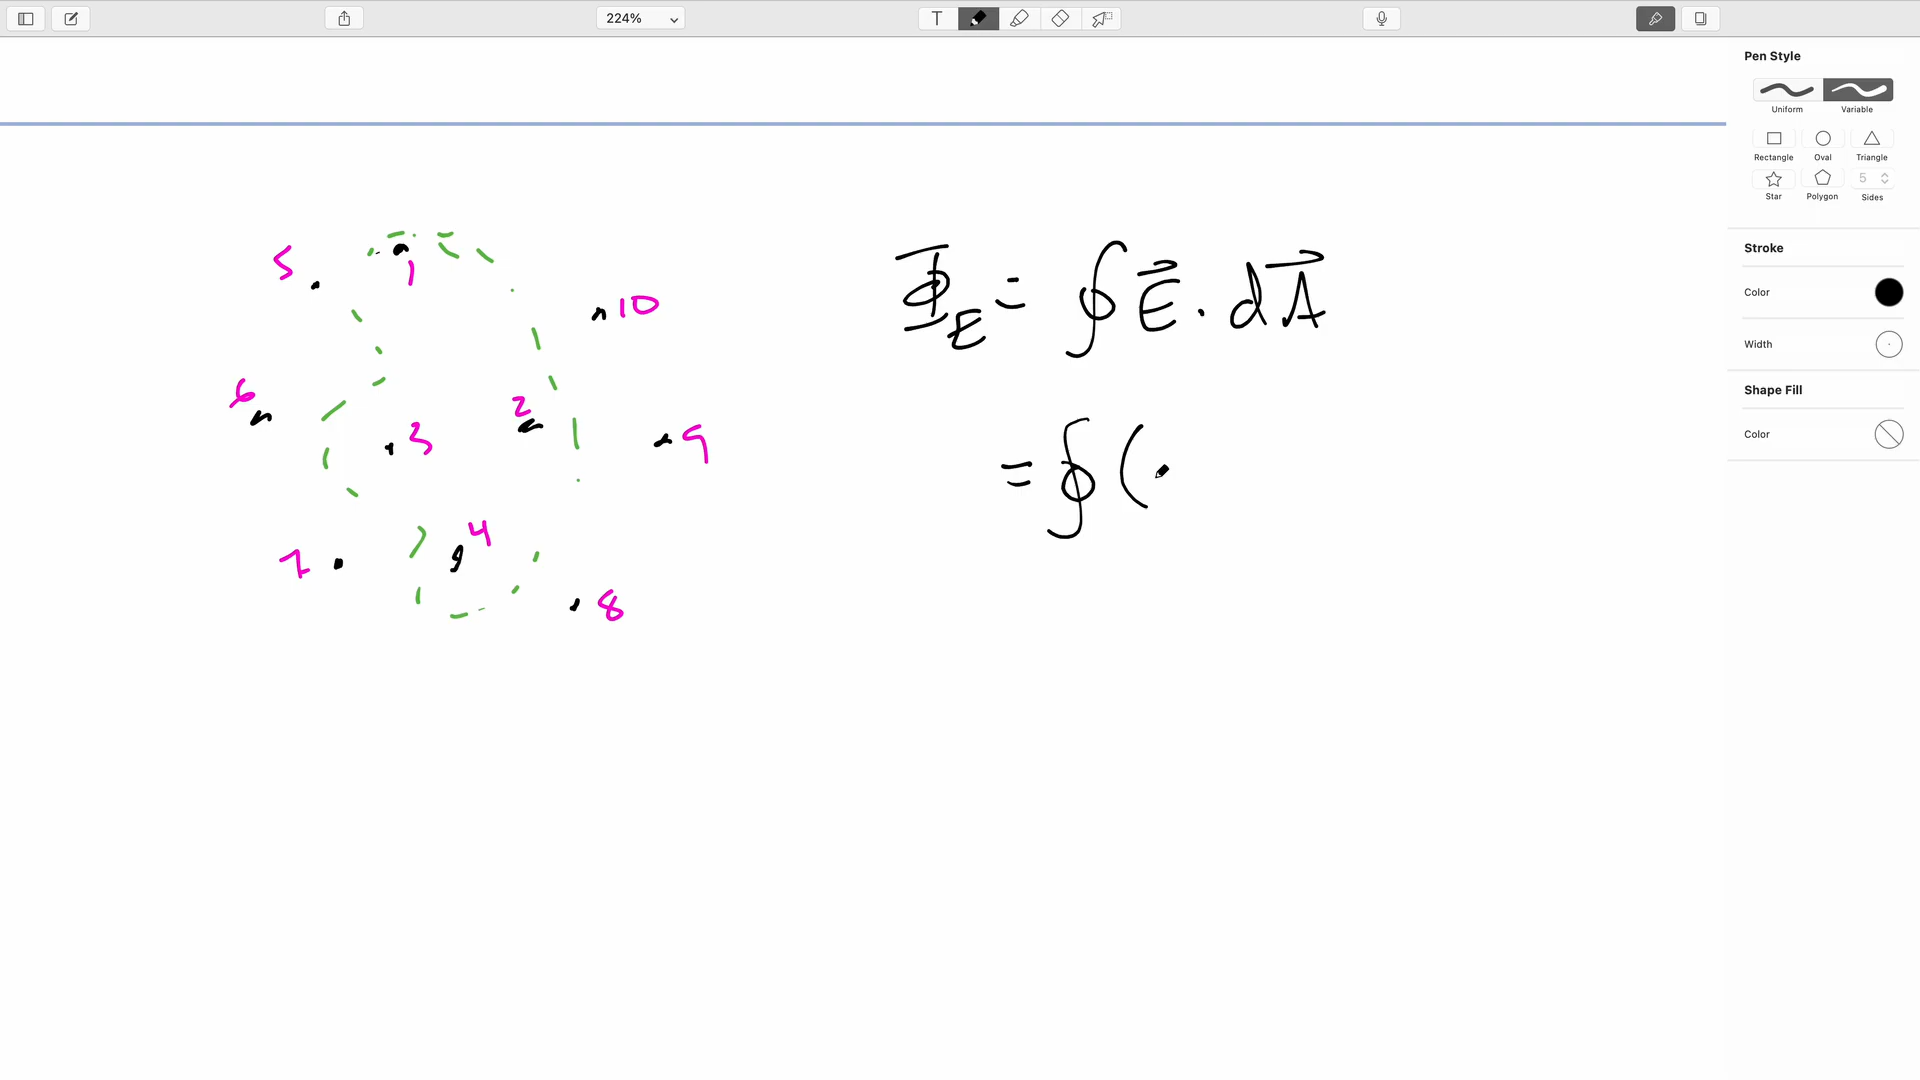 224%
T
Pen Style
Uniform
Variable
Rectangle
Oval
Triangle
5
Star
Polygon
Sides
Stroke
Color
Width
Shape Fill
Color
5
1
10
6
2
3
9
4
7
8
Φ_E = ∮ E⃗ · dA⃗
= ∮ (